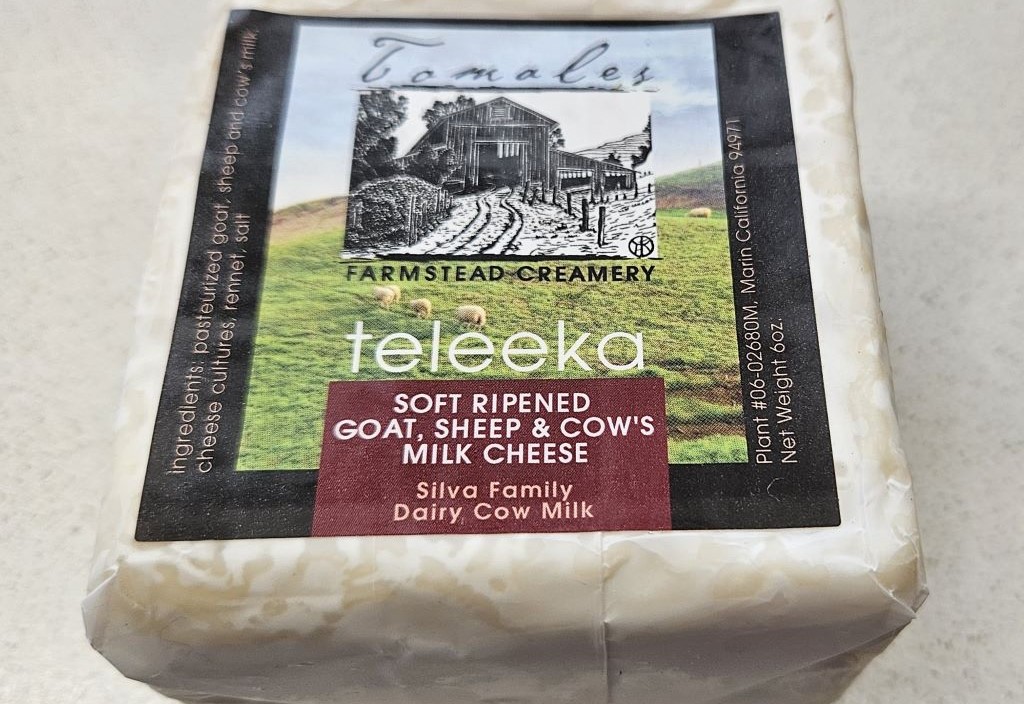 Tomales
FARMSTEAD CREAMERY
teleeka
SOFT RIPENED
GOAT, SHEEP & COW'S
MILK CHEESE
Silva Family
Dairy Cow Milk
Ingredients: pasteurized goat, sheep and cow's milk,
cheese cultures, rennet, salt
Plant #06-02680M, Marin California 94971
Net Weight 6oz.